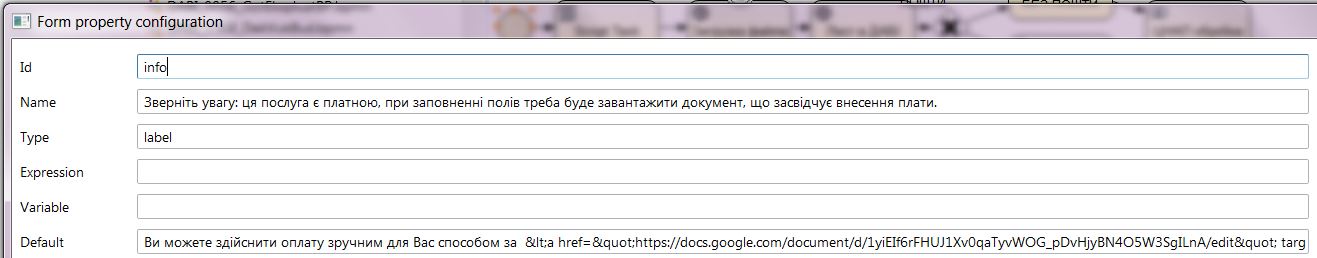 Form property configuration
Id info
Name Зверніть увагу: ця послуга є платною, при заповненні полів треба буде завантажити документ, що засвідчує внесення плати.
Type label
Expression
Variable
Default Ви можете здійснити оплату зручним для Вас способом за &lt;a href=&quot;https://docs.google.com/document/d/1yiEIf6rFHUJ1Xv0qaTyvWOG_pDvHjyBN4O5W3SgILnA/edit&quot; targ